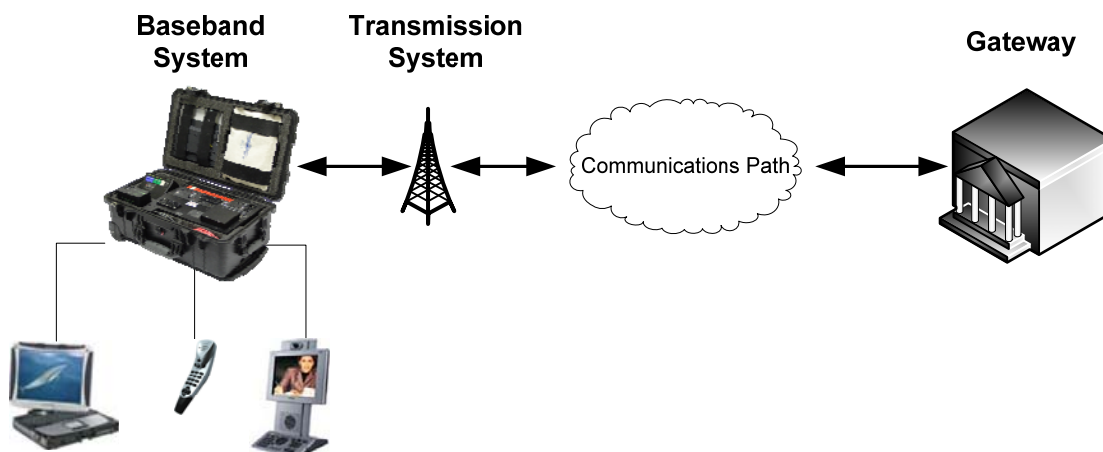 Baseband
System
Transmission
System
Gateway
Communications Path